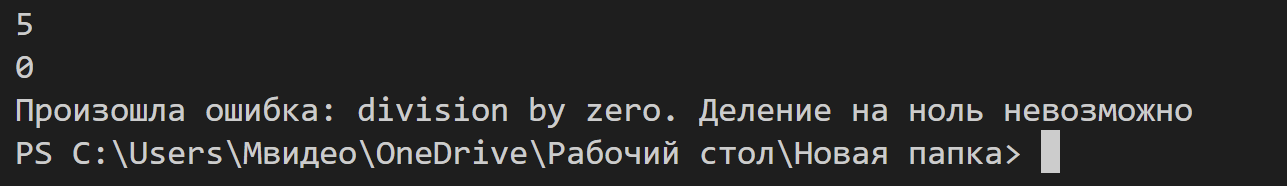 5
0
Произошла ошибка: division by zero. Деление на ноль невозможно
PS C:\Users\Мвидео\OneDrive\Рабочий стол\Новая папка>